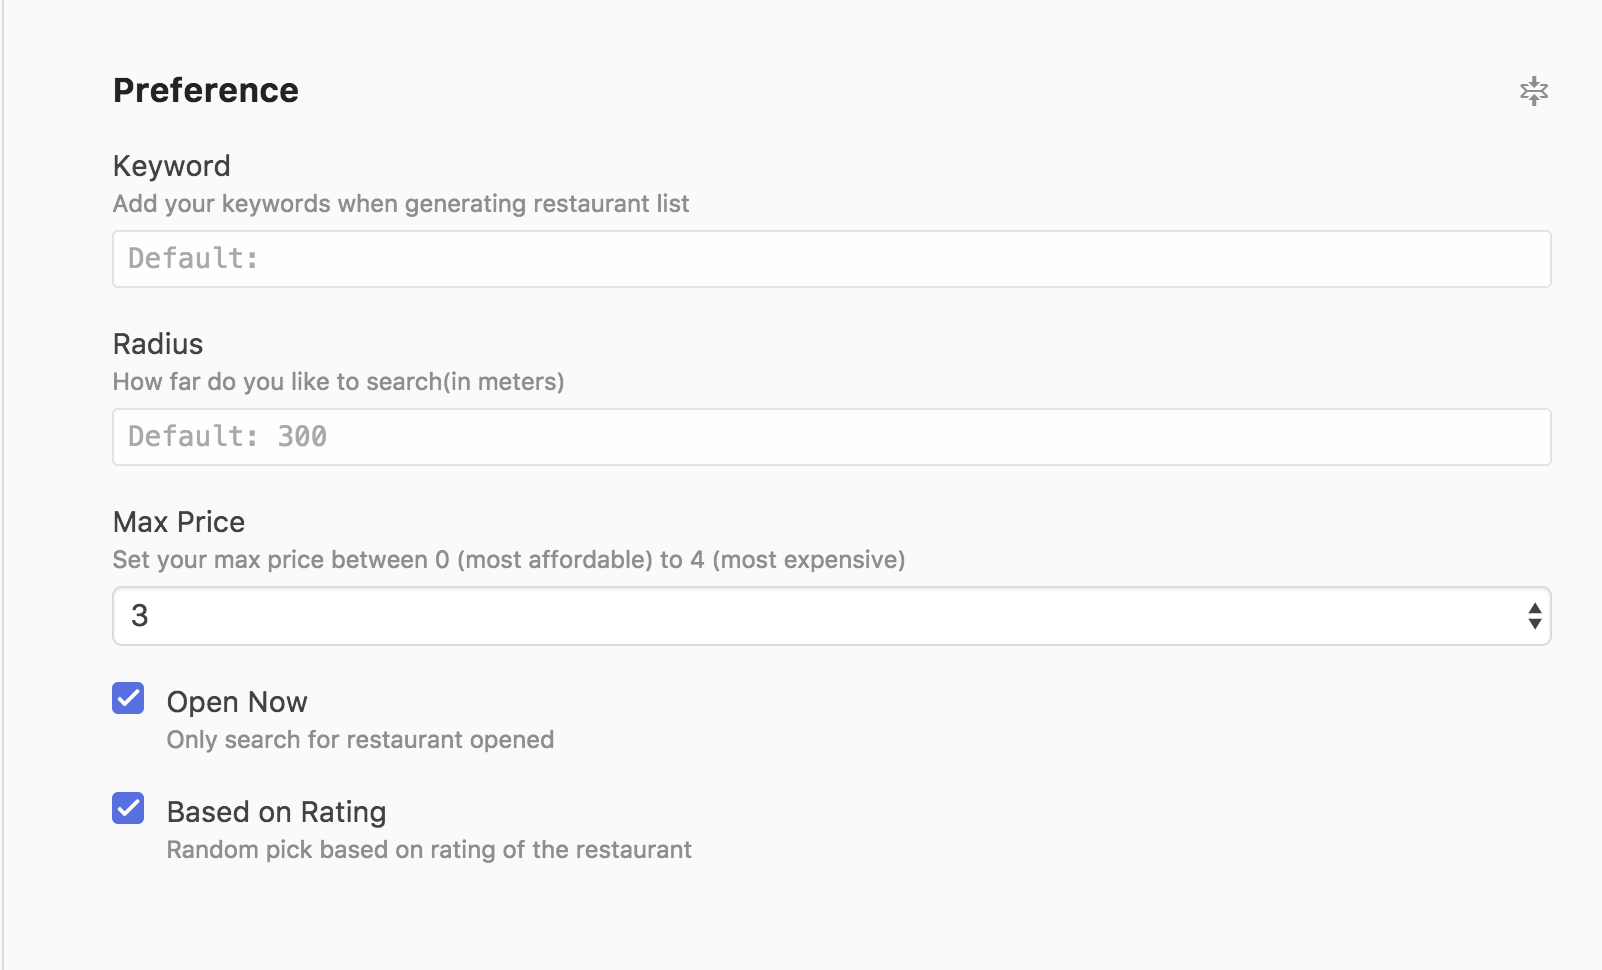 Preference
Keyword
Add your keywords when generating restaurant list
Default:
Radius
How far do you like to search(in meters)
Default: 300
Max Price
Set your max price between 0 (most affordable) to 4 (most expensive)
3
Open Now
Only search for restaurant opened
Based on Rating
Random pick based on rating of the restaurant